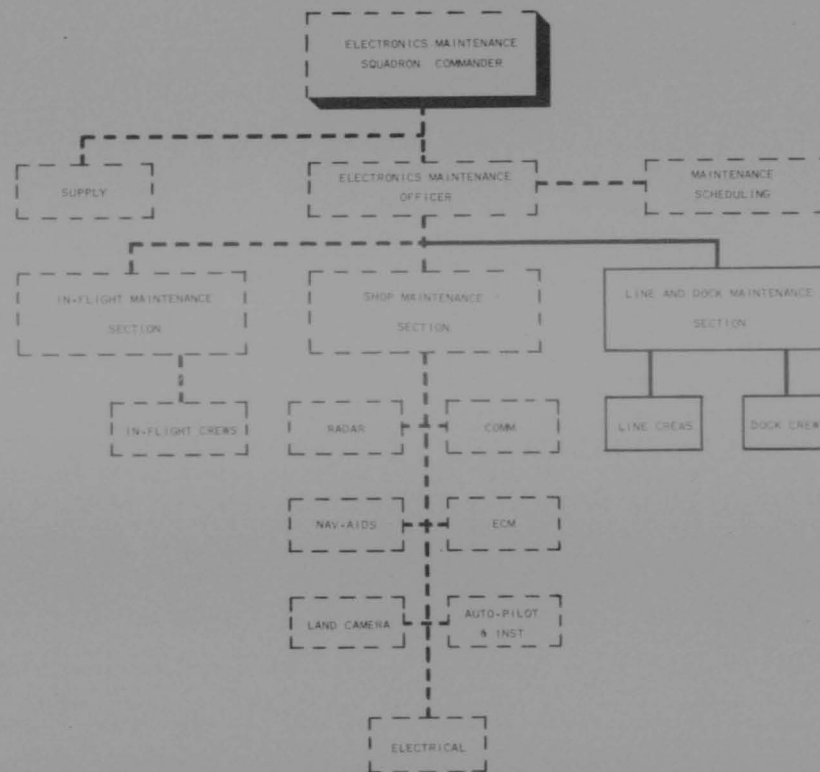 ELECTRONICS MAINTENANCE
SQUADRON COMMANDER
SUPPLY
ELECTRONICS MAINTENANCE
OFFICER
MAINTENANCE
SCHEDULING
IN-FLIGHT MAINTENANCE
SECTION
SHOP MAINTENANCE
SECTION
LINE AND DOCK MAINTENANCE
SECTION
IN-FLIGHT CREWS
RADAR
COMM
LINE CREWS
DOCK CREW
NAV-AIDS
ECM
LAND CAMERA
AUTO-PILOT
& INST
ELECTRICAL